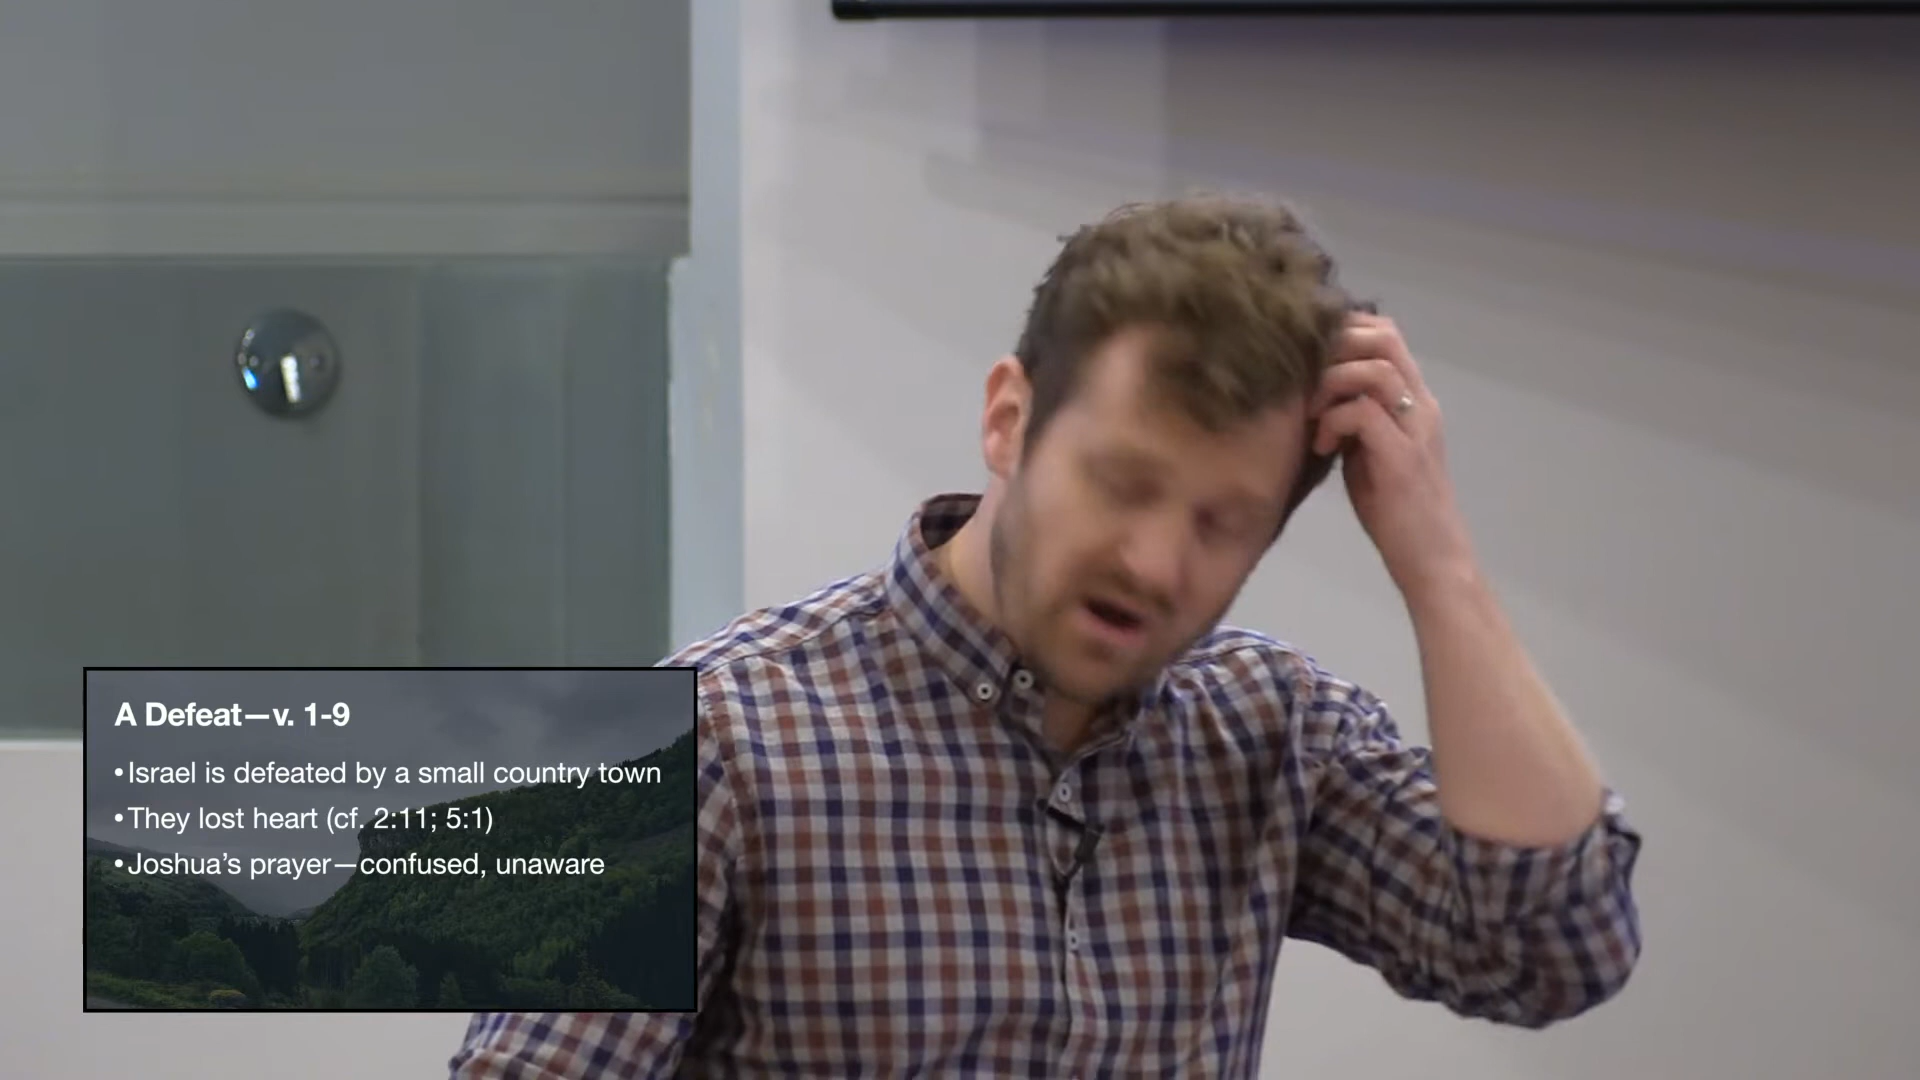 A Defeat—v. 1-9
•Israel is defeated by a small country town
•They lost heart (cf. 2:11; 5:1)
•Joshua’s prayer—confused, unaware